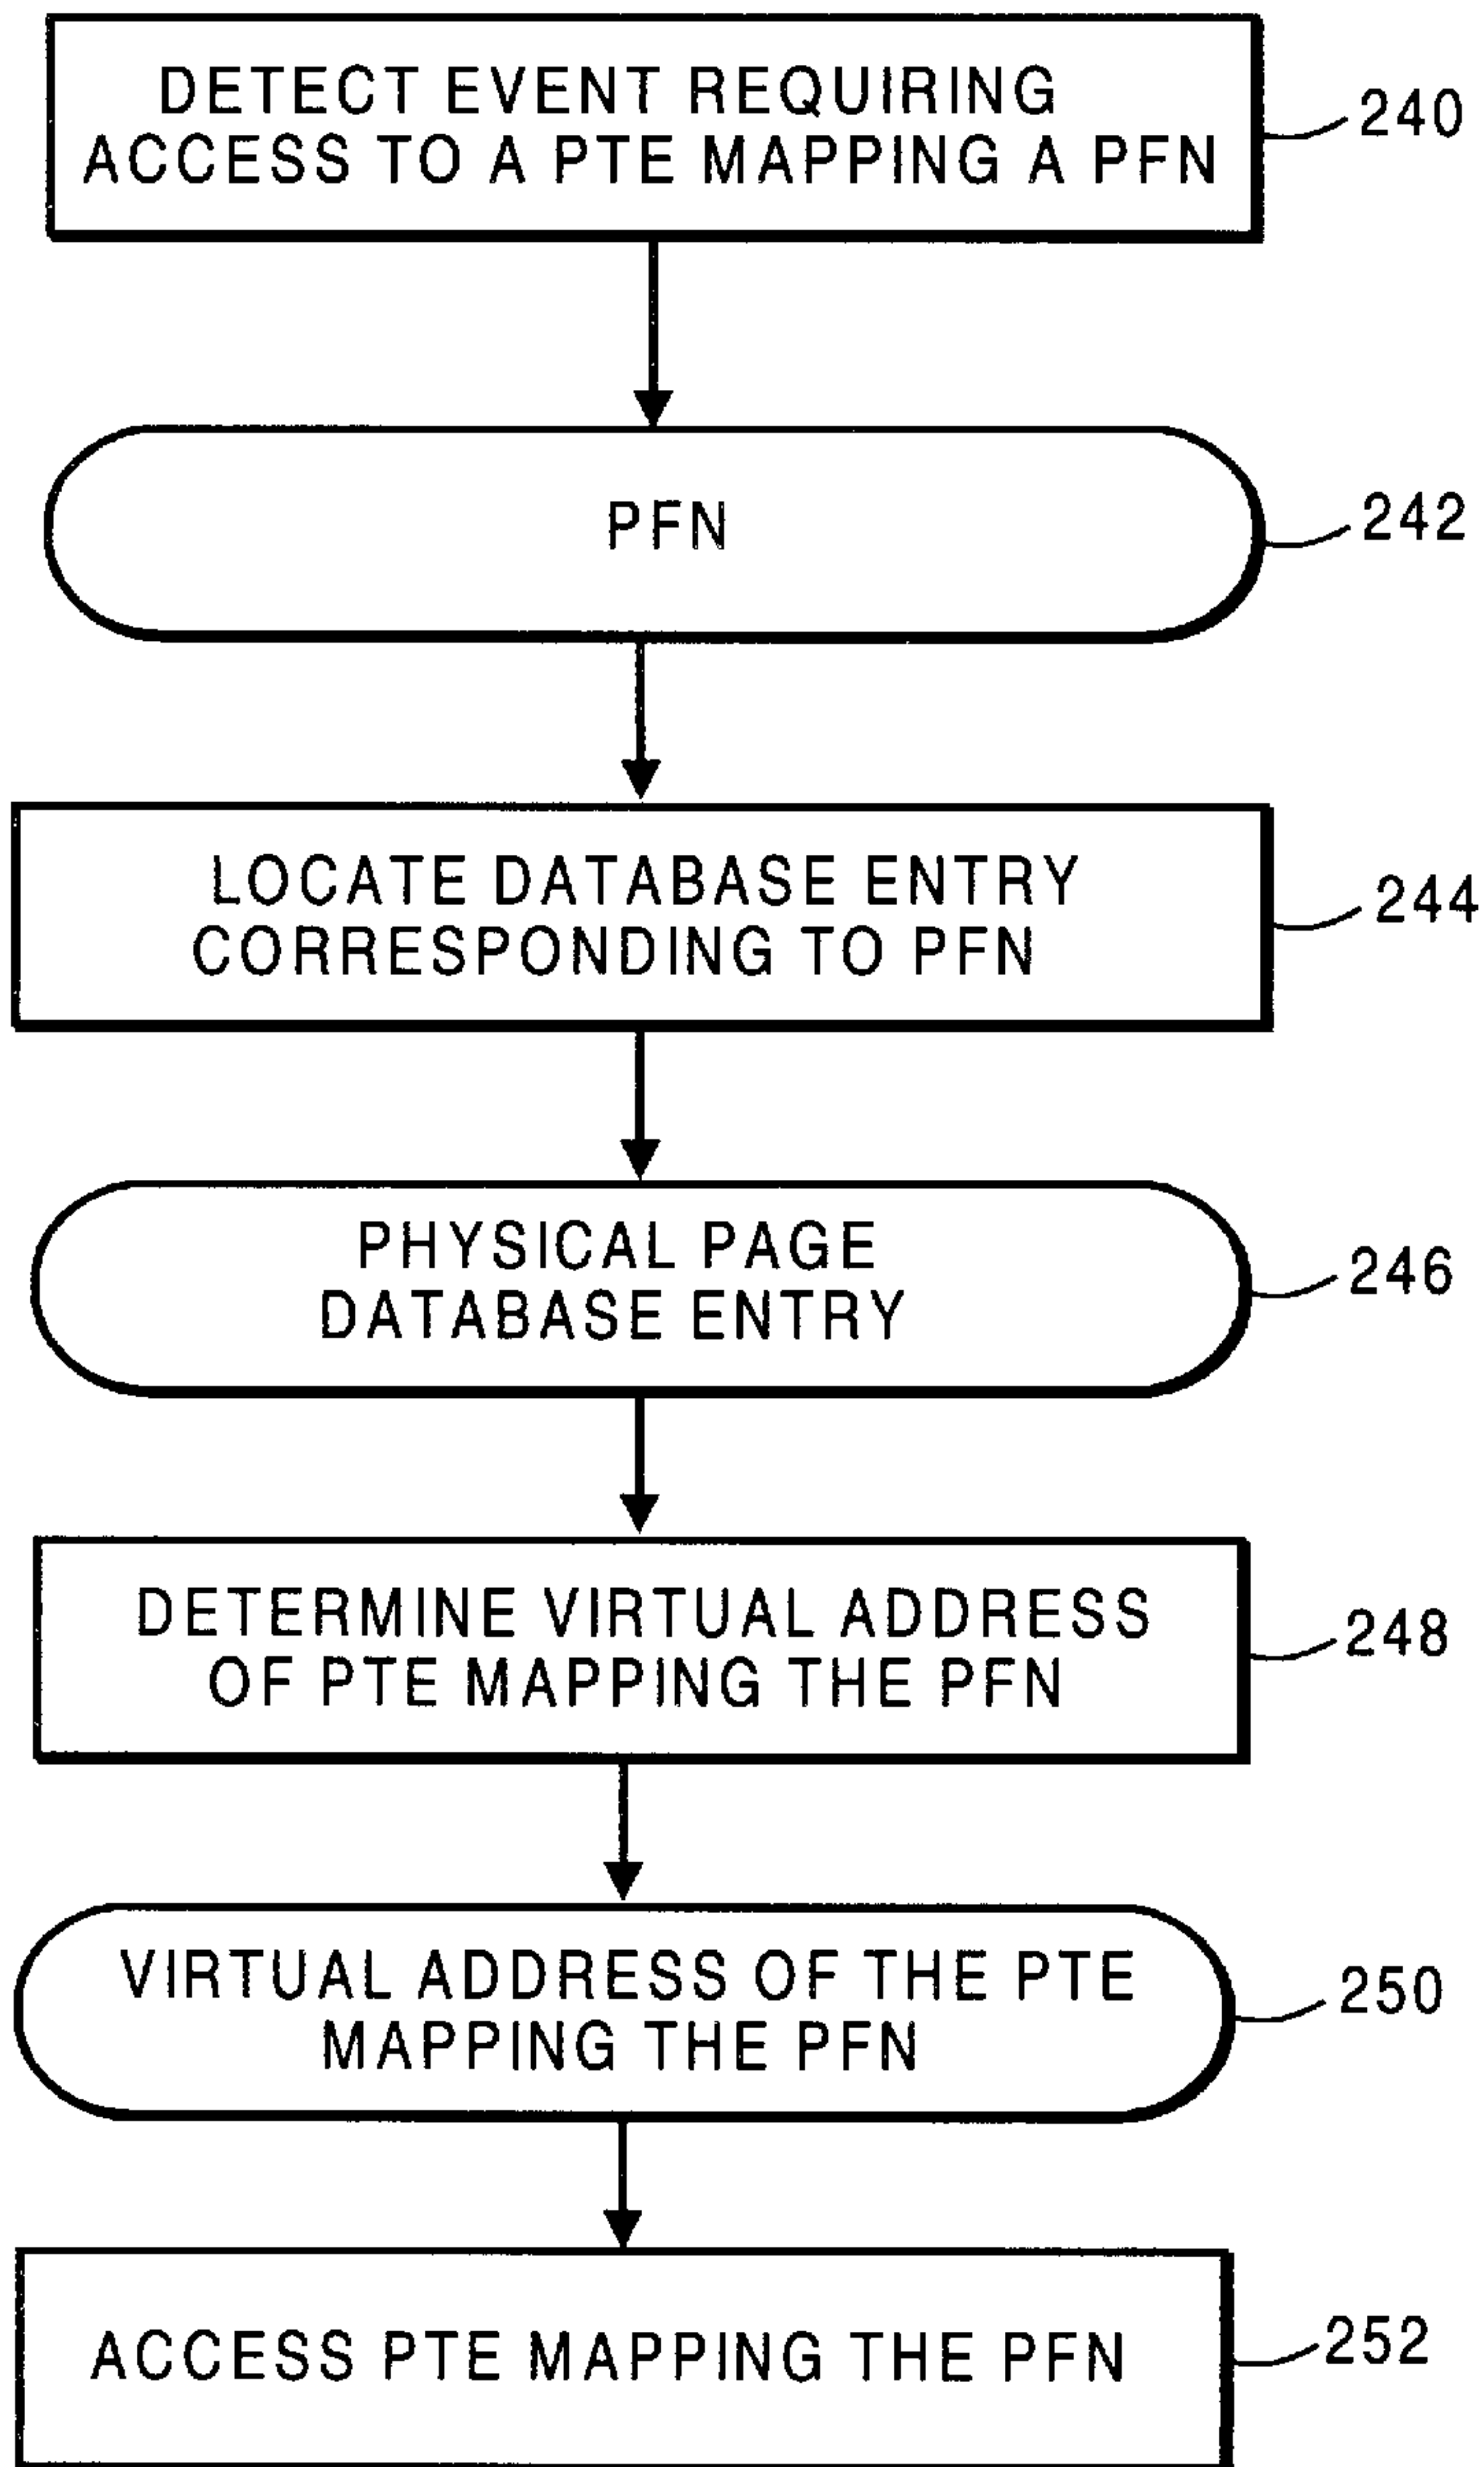 DETECT EVENT REQUIRING
ACCESS TO A PTE MAPPING A PFN
240
PFN
242
LOCATE DATABASE ENTRY
CORRESPONDING TO PFN
244
PHYSICAL PAGE
DATABASE ENTRY
246
DETERMINE VIRTUAL ADDRESS
OF PTE MAPPING THE PFN
248
VIRTUAL ADDRESS OF THE PTE
MAPPING THE PFN
250
ACCESS PTE MAPPING THE PFN
252